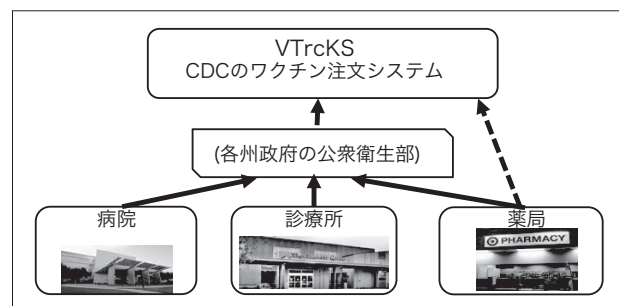 VTrcKS
CDCのワクチン注文システム
(各州政府の公衆衛生部)
病院
診療所
薬局
PHARMACY